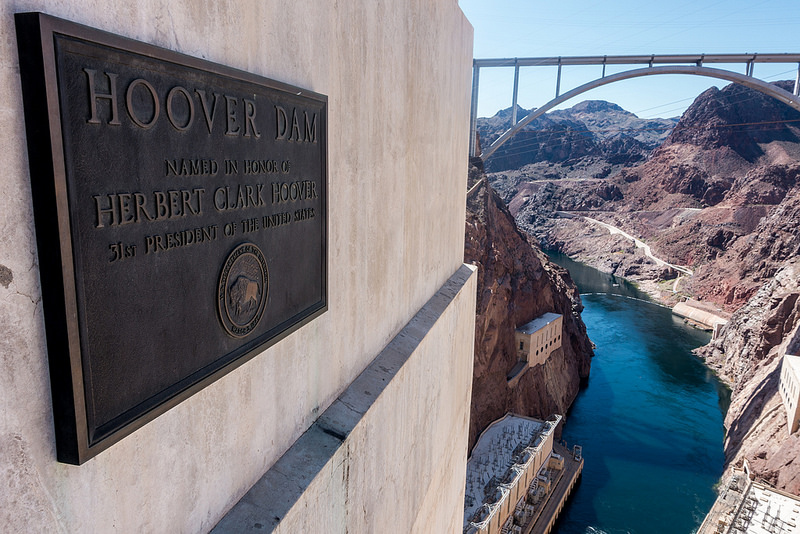 HOOVER DAM
NAMED IN HONOR OF
HERBERT CLARK HOOVER
31ST PRESIDENT OF THE UNITED STATES